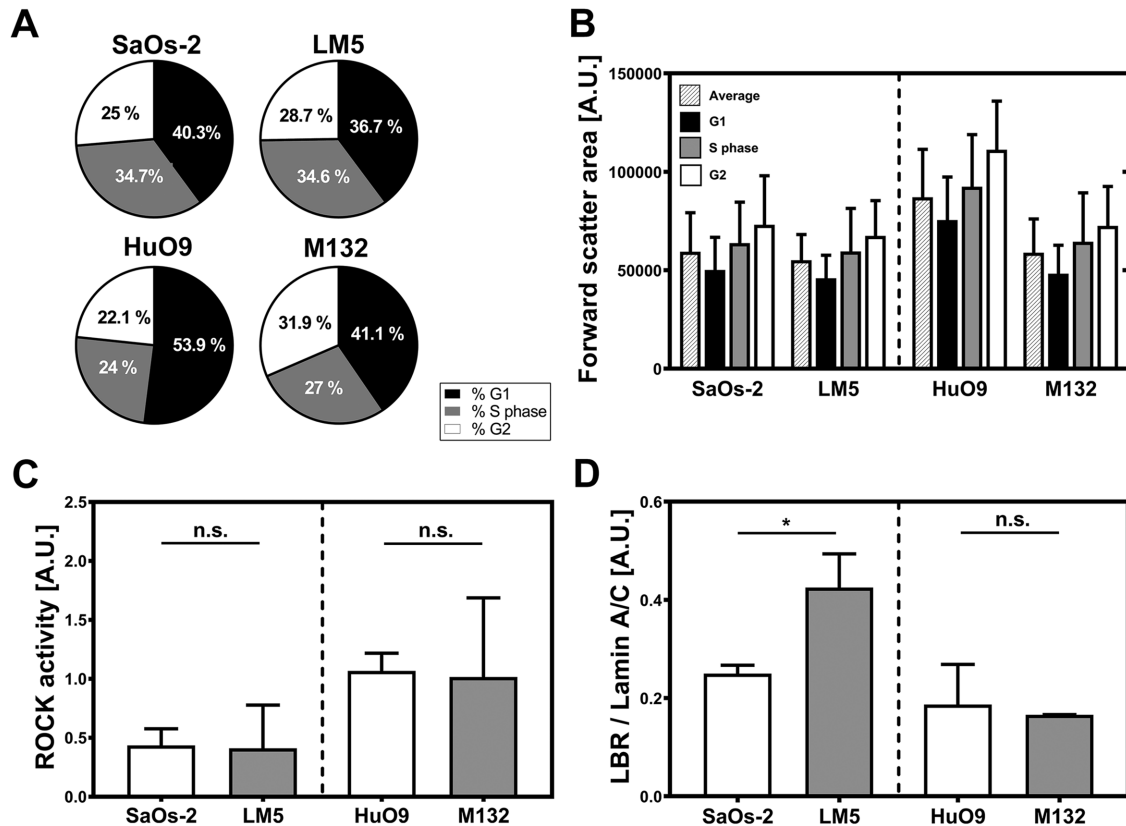 A
SaOs-2
LM5
25 %
40.3%
34.7%
28.7 %
36.7%
34.6 %
HuO9
M132
22.1 %
53.9 %
24 %
31.9 %
41.1 %
27 %
% G1
% S phase
% G2
B
Forward scatter area [A.U.]
150000
100000
50000
0
Average
G1
S phase
G2
SaOs-2
LM5
HuO9
M132
C
ROCK activity [A.U.]
2.5
2.0
1.5
1.0
0.5
0.0
n.s.
n.s.
SaOs-2
LM5
HuO9
M132
D
LBR / Lamin A/C [A.U.]
0.6
0.4
0.2
0.0
*
n.s.
SaOs-2
LM5
HuO9
M132